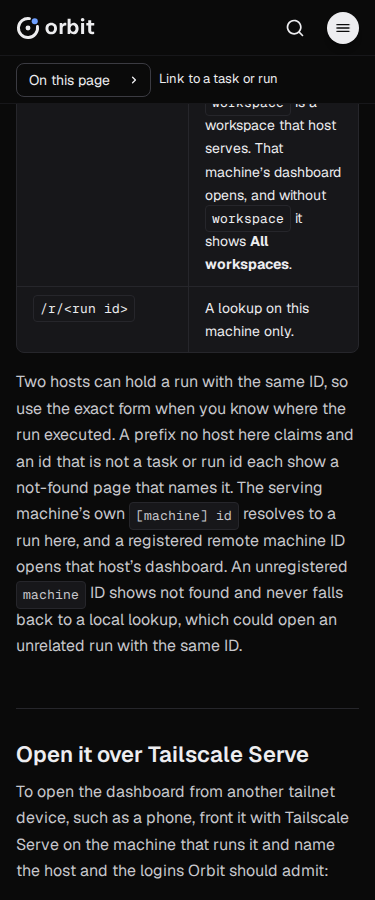 orbit
On this page
Link to a task or run
workspace is a
workspace that host
serves. That
machine’s dashboard
opens, and without
workspace it
shows All
workspaces.
/r/<run id>
A lookup on this
machine only.
Two hosts can hold a run with the same ID, so
use the exact form when you know where the
run executed. A prefix no host here claims and
an id that is not a task or run id each show a
not-found page that names it. The serving
machine’s own [machine] id resolves to a
run here, and a registered remote machine ID
opens that host’s dashboard. An unregistered
machine ID shows not found and never falls
back to a local lookup, which could open an
unrelated run with the same ID.
Open it over Tailscale Serve
To open the dashboard from another tailnet
device, such as a phone, front it with Tailscale
Serve on the machine that runs it and name
the host and the logins Orbit should admit: